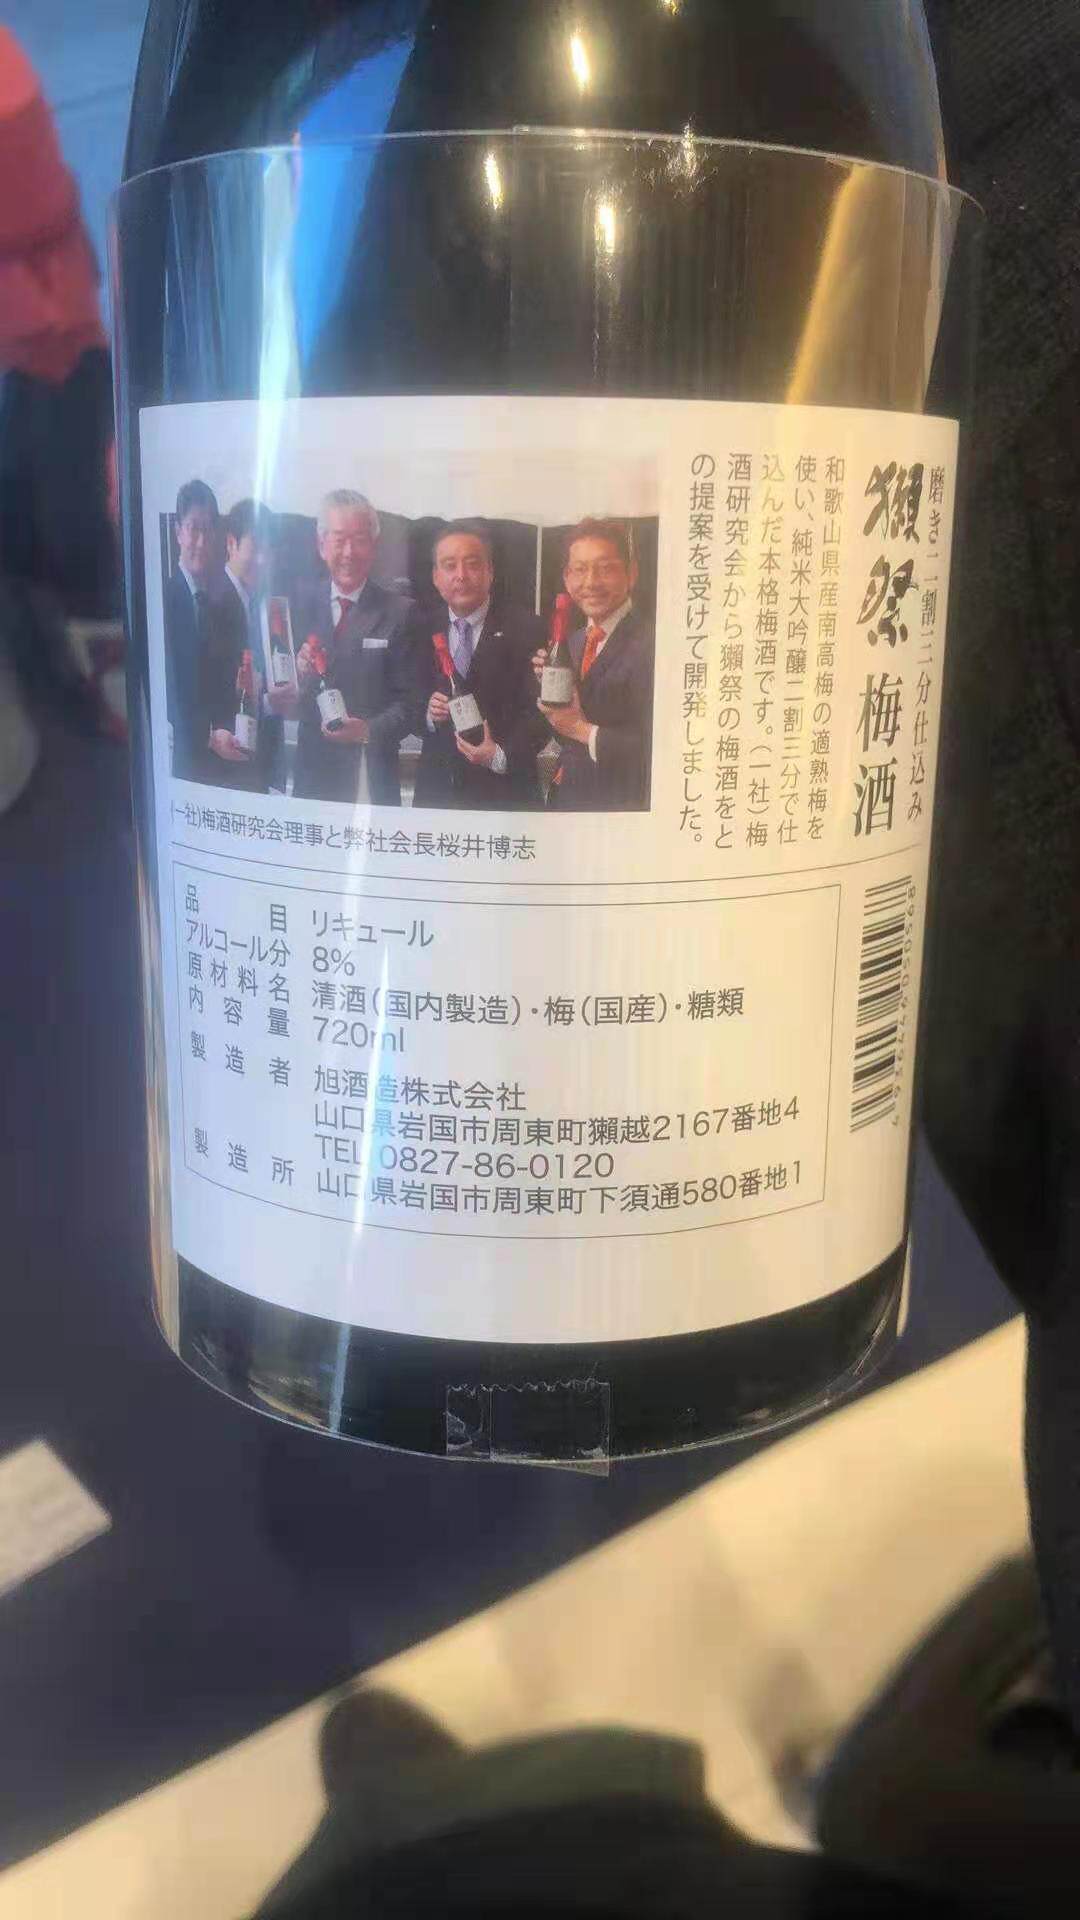 磨き二割三分仕込み
獺祭 梅酒
和歌山県産南高梅の適熟梅を
使い、純米大吟醸二割三分で仕
込んだ本格梅酒です。(一社)梅
酒研究会から獺祭の梅酒をと
の提案を受けて開発しました。
(一社)梅酒研究会理事と弊社会長桜井博志
品目 リキュール
アルコール分 8%
原材料名 清酒(国内製造)・梅(国産)・糖類
内容量 720ml
製造者 旭酒造株式会社
山口県岩国市周東町獺越2167番地4
TEL 0827-86-0120
製造所 山口県岩国市周東町下須通580番地1